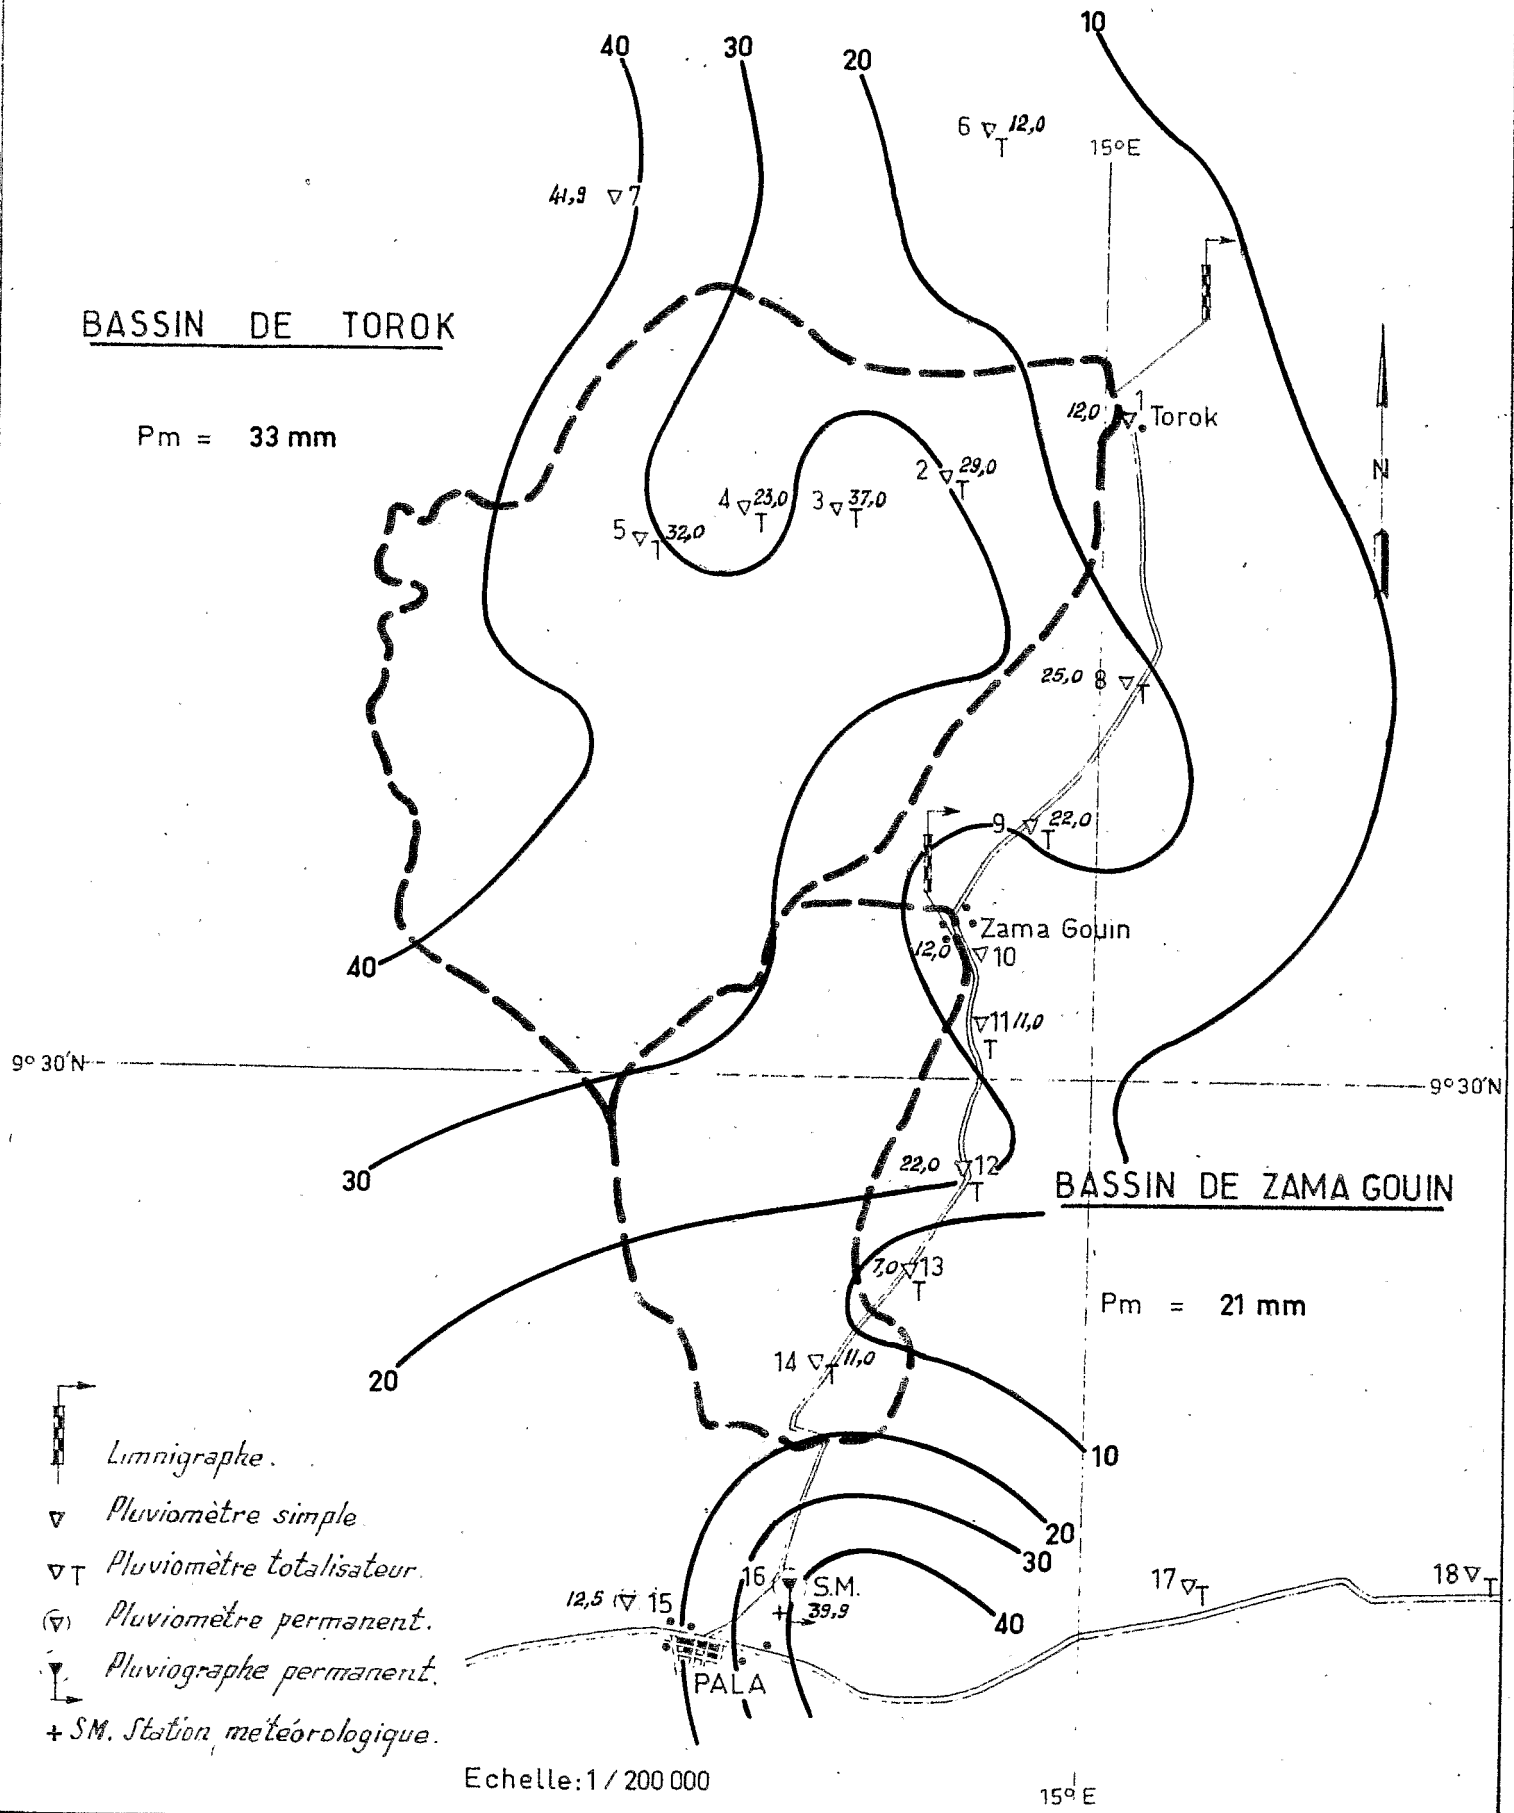 10
40
30
20
6 12,0
T
15°E
41,9 7
BASSIN DE TOROK
Pm = 33 mm
12,0 1 Torok
N
2 29,0
T
4 23,0
T
3 37,0
T
5 32,0
T
25,0 8
T
9 22,0
T
Zama Gouin
12,0 10
40
11 11,0
T
9° 30'N
9° 30'N
30
22,0 12
T
BASSIN DE ZAMA GOUIN
7,0 13
T
Pm = 21 mm
14 11,0
T
20
10
Limnigraphe.
Pluviomètre simple
20
30
T Pluviomètre totalisateur.
16 S.M.
39,9
17 T
18 T
12,5 15
40
Pluviomètre permanent.
Pluviographe permanent.
PALA
+ SM. Station météorologique.
Echelle: 1 / 200 000
15° E